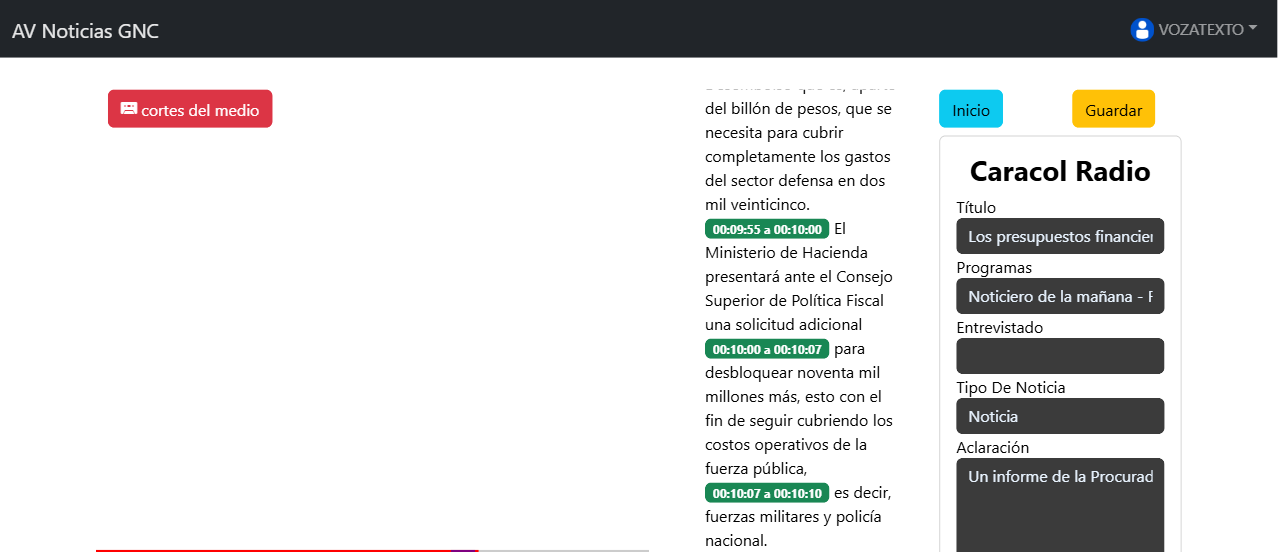 AV Noticias GNC
VOZATEXTO
cortes del medio
del billón de pesos, que se
necesita para cubrir
completamente los gastos
del sector defensa en dos
mil veinticinco.
00:09:55 a 00:10:00 El
Ministerio de Hacienda
presentará ante el Consejo
Superior de Política Fiscal
una solicitud adicional
00:10:00 a 00:10:07 para
desbloquear noventa mil
millones más, esto con el
fin de seguir cubriendo los
costos operativos de la
fuerza pública,
00:10:07 a 00:10:10 es decir,
fuerzas militares y policía
nacional.
Inicio
Guardar
Caracol Radio
Título
Los presupuestos financier
Programas
Noticiero de la mañana - F
Entrevistado
Tipo De Noticia
Noticia
Aclaración
Un informe de la Procurad